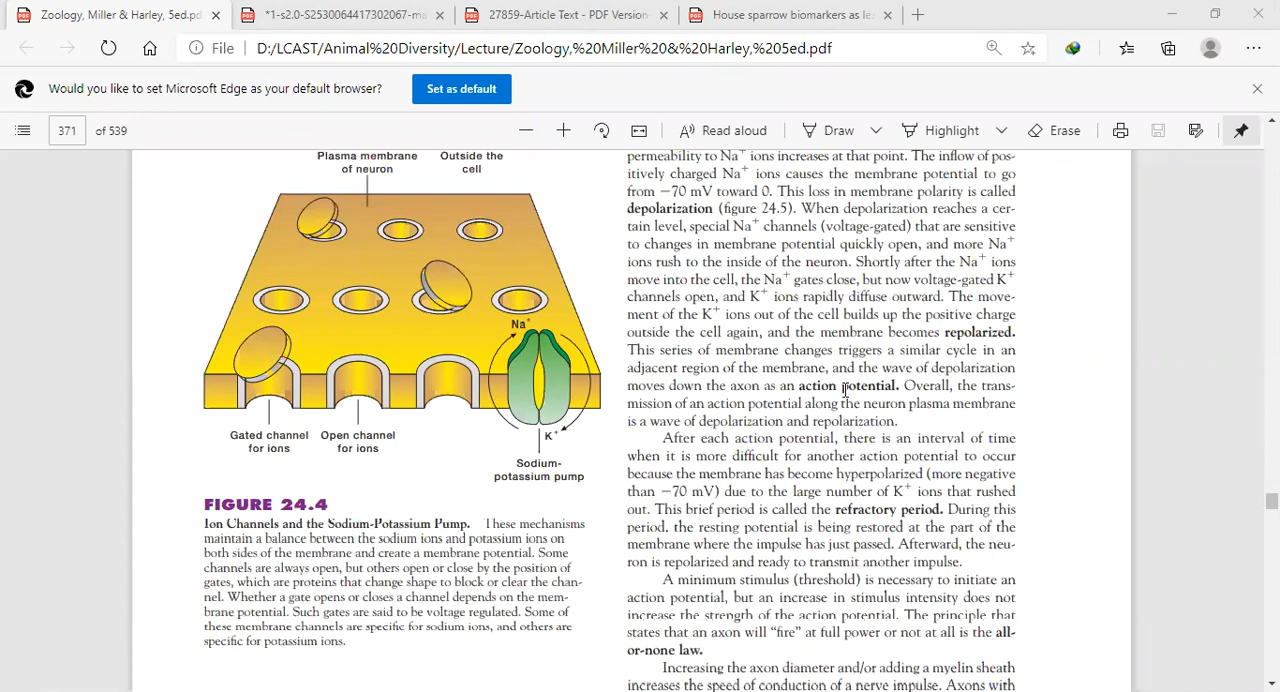 Zoology, Miller & Harley, 5ed.pd
*1-s2.0-S2530064417302067-ma
27859-Article Text - PDF Version-
House sparrow biomarkers as lea
File
D:/LCAST/Animal%20Diversity/Lecture/Zoology,%20Miller%20&%20Harley,%205ed.pdf
Would you like to set Microsoft Edge as your default browser?
Set as default
371 of 539
Read aloud
Draw
Highlight
Erase
Plasma membrane
of neuron
Outside the
cell
Na+
K+
Gated channel
for ions
Open channel
for ions
Sodium-
potassium pump
FIGURE 24.4
Ion Channels and the Sodium-Potassium Pump. These mechanisms
maintain a balance between the sodium ions and potassium ions on
both sides of the membrane and create a membrane potential. Some
channels are always open, but others open or close by the position of
gates, which are proteins that change shape to block or clear the chan-
nel. Whether a gate opens or closes a channel depends on the mem-
brane potential. Such gates are said to be voltage regulated. Some of
these membrane channels are specific for sodium ions, and others are
specific for potassium ions.
permeability to Na+ ions increases at that point. The inflow of pos-
itively charged Na+ ions causes the membrane potential to go
from −70 mV toward 0. This loss in membrane polarity is called
depolarization (figure 24.5). When depolarization reaches a cer-
tain level, special Na+ channels (voltage-gated) that are sensitive
to changes in membrane potential quickly open, and more Na+
ions rush to the inside of the neuron. Shortly after the Na+ ions
move into the cell, the Na+ gates close, but now voltage-gated K+
channels open, and K+ ions rapidly diffuse outward. The move-
ment of the K+ ions out of the cell builds up the positive charge
outside the cell again, and the membrane becomes repolarized.
This series of membrane changes triggers a similar cycle in an
adjacent region of the membrane, and the wave of depolarization
moves down the axon as an action potential. Overall, the trans-
mission of an action potential along the neuron plasma membrane
is a wave of depolarization and repolarization.
After each action potential, there is an interval of time
when it is more difficult for another action potential to occur
because the membrane has become hyperpolarized (more negative
than −70 mV) due to the large number of K+ ions that rushed
out. This brief period is called the refractory period. During this
period, the resting potential is being restored at the part of the
membrane where the impulse has just passed. Afterward, the neu-
ron is repolarized and ready to transmit another impulse.
A minimum stimulus (threshold) is necessary to initiate an
action potential, but an increase in stimulus intensity does not
increase the strength of the action potential. The principle that
states that an axon will “fire” at full power or not at all is the all-
or-none law.
Increasing the axon diameter and/or adding a myelin sheath
increases the speed of conduction of a nerve impulse. Axons with